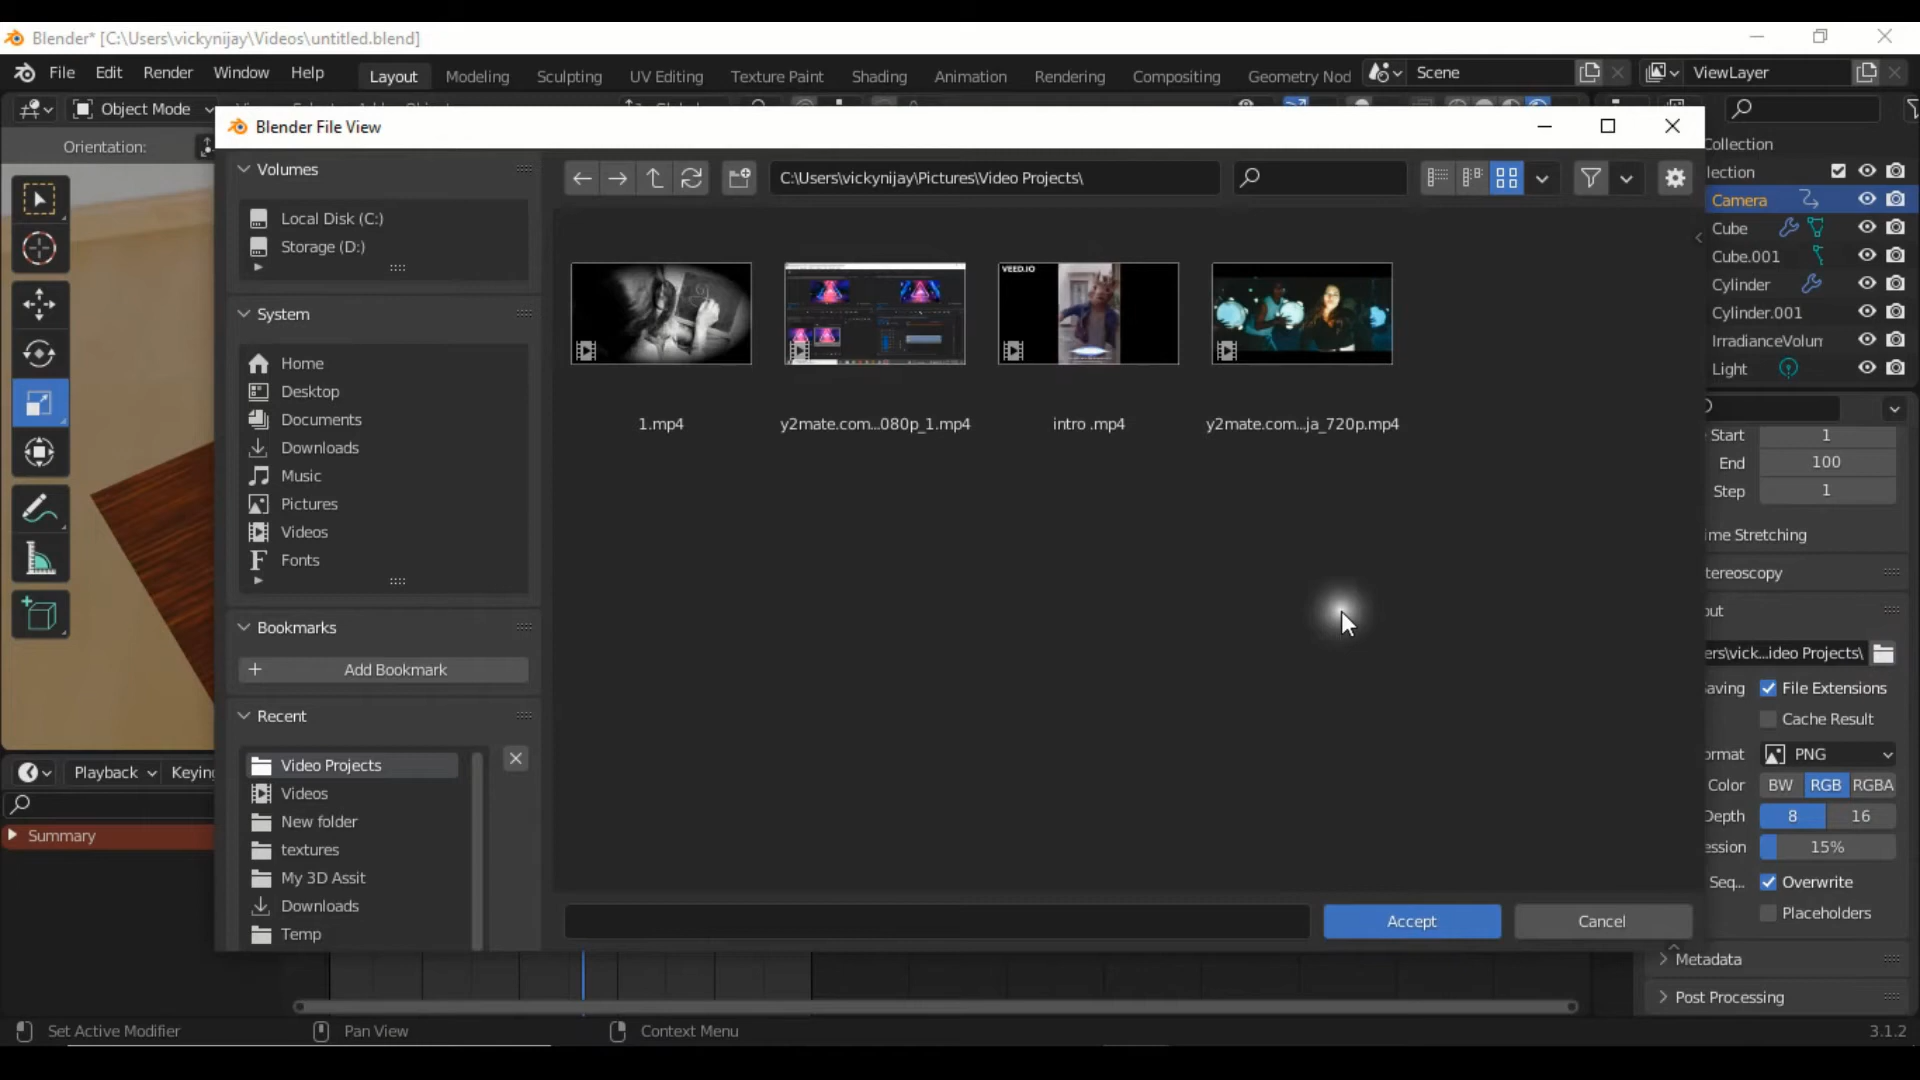 Blender* [C:\Users\vickynijay\Videos\untitled.blend]
File Edit Render Window Help Layout Modeling Sculpting UV Editing Texture Paint Shading Animation Rendering Compositing Geometry Nod Scene ViewLayer
Object Mode
Blender File View
Orientation:
Volumes
C:\Users\vickynijay\Pictures\Video Projects\
Local Disk (C:)
Storage (D:)
System
Home
Desktop
Documents
Downloads
Music
Pictures
Videos
Fonts
Bookmarks
Add Bookmark
Recent
Video Projects
Videos
New folder
textures
My 3D Assit
Downloads
Temp
VEED.IO
1.mp4
y2mate.com...080p_1.mp4
intro .mp4
y2mate.com...ja_720p.mp4
Accept
Cancel
ollection
lection
Camera
Cube
Cube.001
Cylinder
Cylinder.001
IrradianceVolun
Light
Start 1
End 100
Step 1
ime Stretching
tereoscopy
out
ers\vick...ideo Projects\
aving File Extensions
Cache Result
ormat PNG
Color BW RGB RGBA
Depth 8 16
ession 15%
Seq... Overwrite
Placeholders
Metadata
Post Processing
Playback Keying
Summary
Set Active Modifier
Pan View
Context Menu
3.1.2